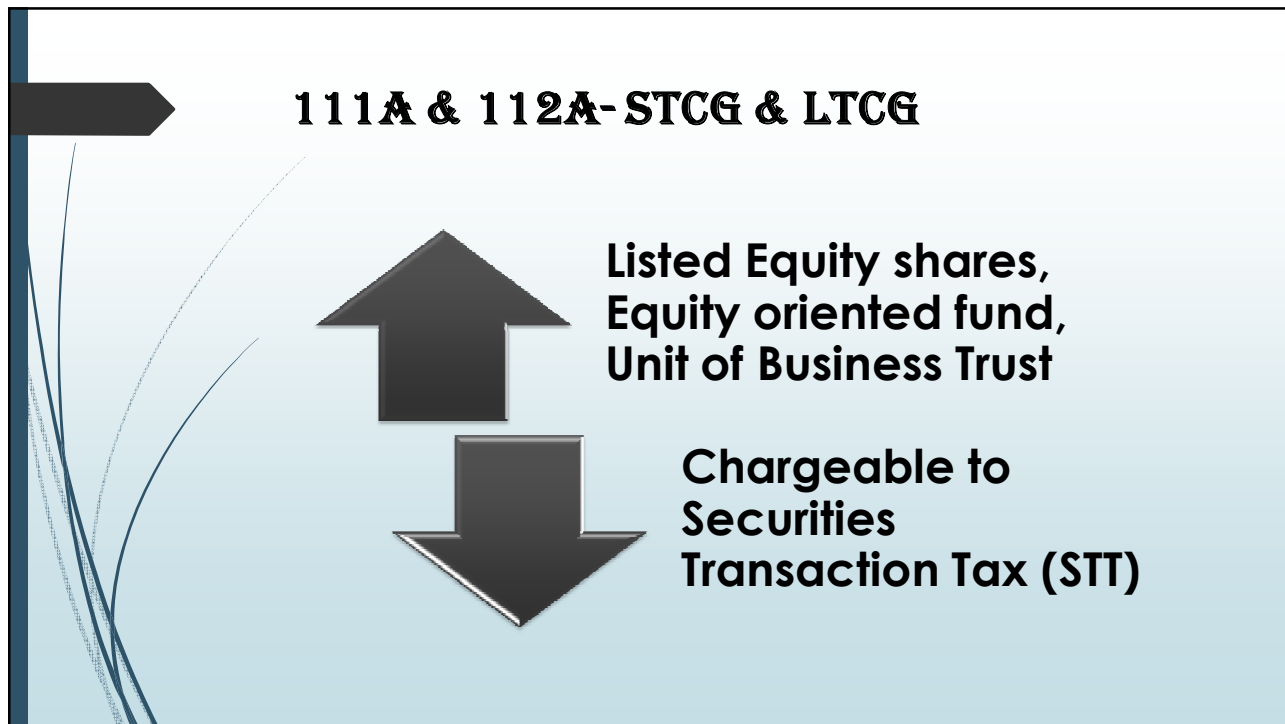 111A & 112A- STCG & LTCG
Listed Equity shares,
Equity oriented fund,
Unit of Business Trust
Chargeable to
Securities
Transaction Tax (STT)